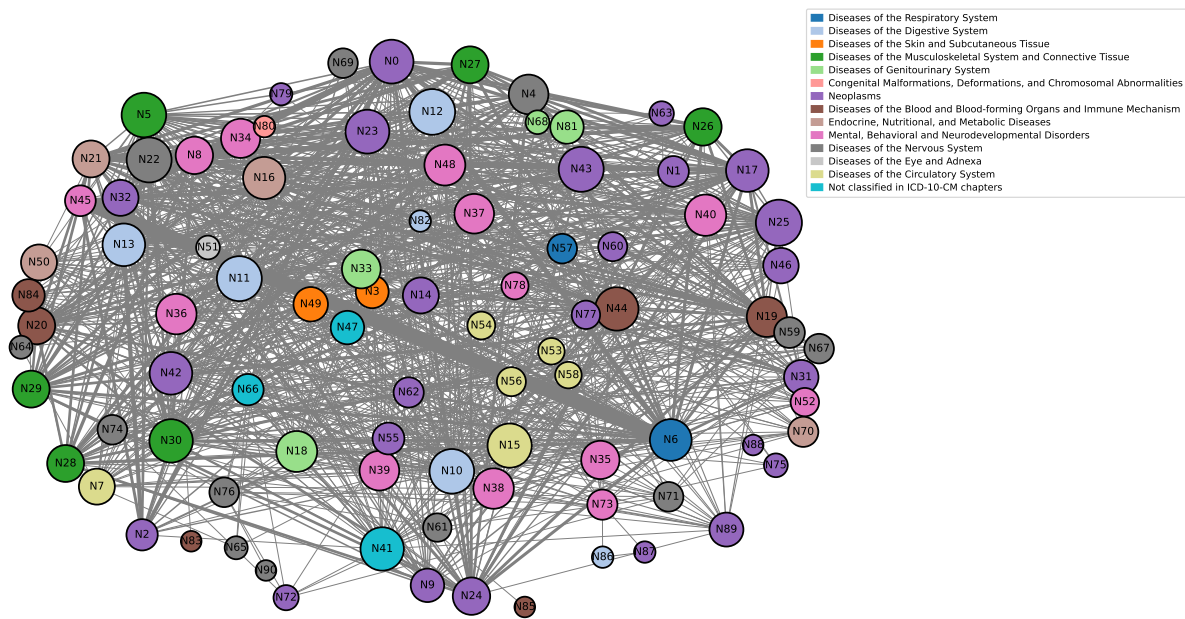 Diseases of the Respiratory System
Diseases of the Digestive System
Diseases of the Skin and Subcutaneous Tissue
Diseases of the Musculoskeletal System and Connective Tissue
Diseases of Genitourinary System
Congenital Malformations, Deformations, and Chromosomal Abnormalities
Neoplasms
Diseases of the Blood and Blood-forming Organs and Immune Mechanism
Endocrine, Nutritional, and Metabolic Diseases
Mental, Behavioral and Neurodevelopmental Disorders
Diseases of the Nervous System
Diseases of the Eye and Adnexa
Diseases of the Circulatory System
Not classified in ICD-10-CM chapters
N69
N0
N27
N79
N4
N12
N5
N63
N68
N80
N81
N26
N23
N34
N8
N21
N22
N48
N43
N1
N17
N16
N32
N45
N37
N40
N82
N25
N13
N51
N57
N60
N50
N46
N33
N11
N78
N3
N14
N84
N49
N44
N36
N77
N19
N20
N54
N47
N59
N64
N67
N53
N42
N58
N31
N56
N29
N66
N62
N52
N74
N70
N55
N30
N6
N15
N88
N18
N35
N28
N75
N39
N10
N7
N38
N76
N71
N73
N61
N89
N2
N83
N65
N41
N87
N86
N90
N9
N24
N72
N85